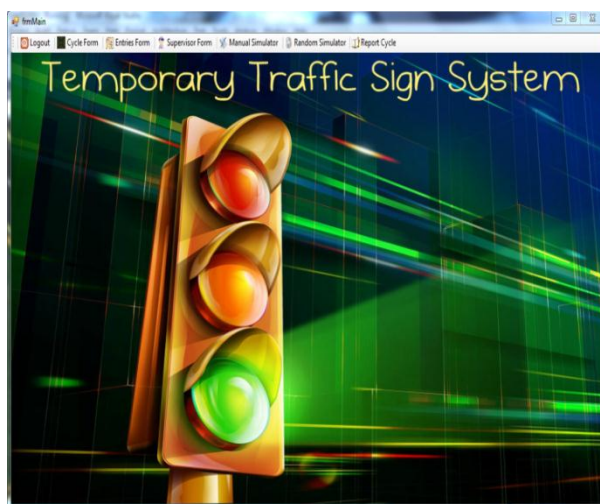 frmMain
Logout Cycle Form Entries Form Supervisor Form Manual Simulator Random Simulator Report Cycle
Temporary Traffic Sign System